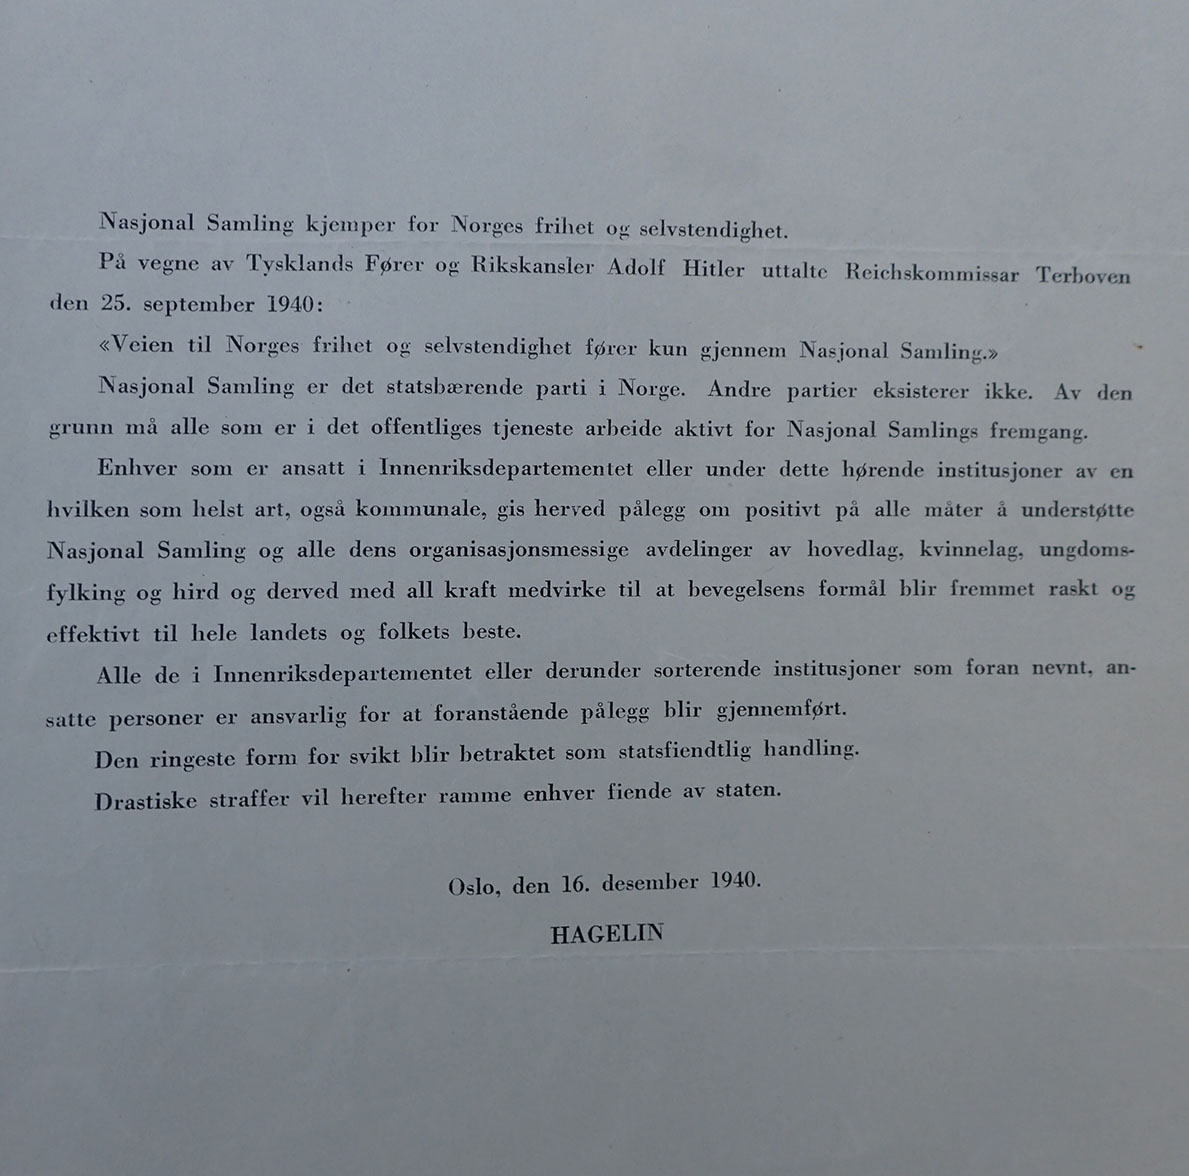 Nasjonal Samling kjemper for Norges frihet og selvstendighet.
På vegne av Tysklands Fører og Rikskansler Adolf Hitler uttalte Reichskommissar Terboven
den 25. september 1940:
«Veien til Norges frihet og selvstendighet fører kun gjennem Nasjonal Samling.»
Nasjonal Samling er det statsbærende parti i Norge. Andre partier eksisterer ikke. Av den
grunn må alle som er i det offentliges tjeneste arbeide aktivt for Nasjonal Samlings fremgang.
Enhver som er ansatt i Innenriksdepartementet eller under dette hørende institusjoner av en
hvilken som helst art, også kommunale, gis herved pålegg om positivt på alle måter å understøtte
Nasjonal Samling og alle dens organisasjonsmessige avdelinger av hovedlag, kvinnelag, ungdoms-
fylking og hird og derved med all kraft medvirke til at bevegelsens formål blir fremmet raskt og
effektivt til hele landets og folkets beste.
Alle de i Innenriksdepartementet eller derunder sorterende institusjoner som foran nevnt, an-
satte personer er ansvarlig for at foranstående pålegg blir gjennemført.
Den ringeste form for svikt blir betraktet som statsfiendtlig handling.
Drastiske straffer vil herefter ramme enhver fiende av staten.
Oslo, den 16. desember 1940.
HAGELIN